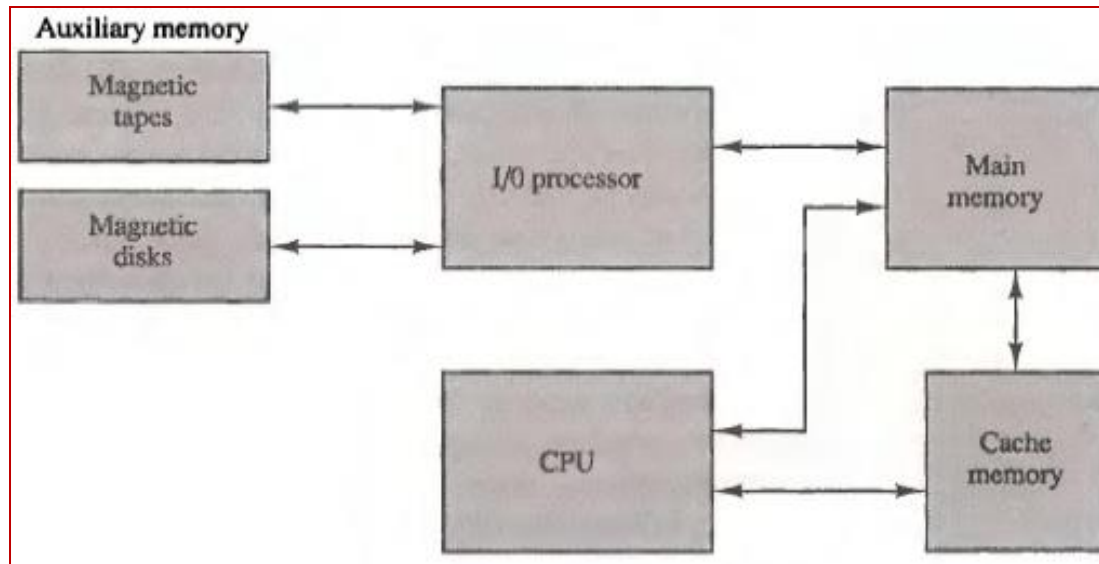 Auxiliary memory
Magnetic
tapes
I/0 processor
Main
memory
Magnetic
disks
CPU
Cache
memory